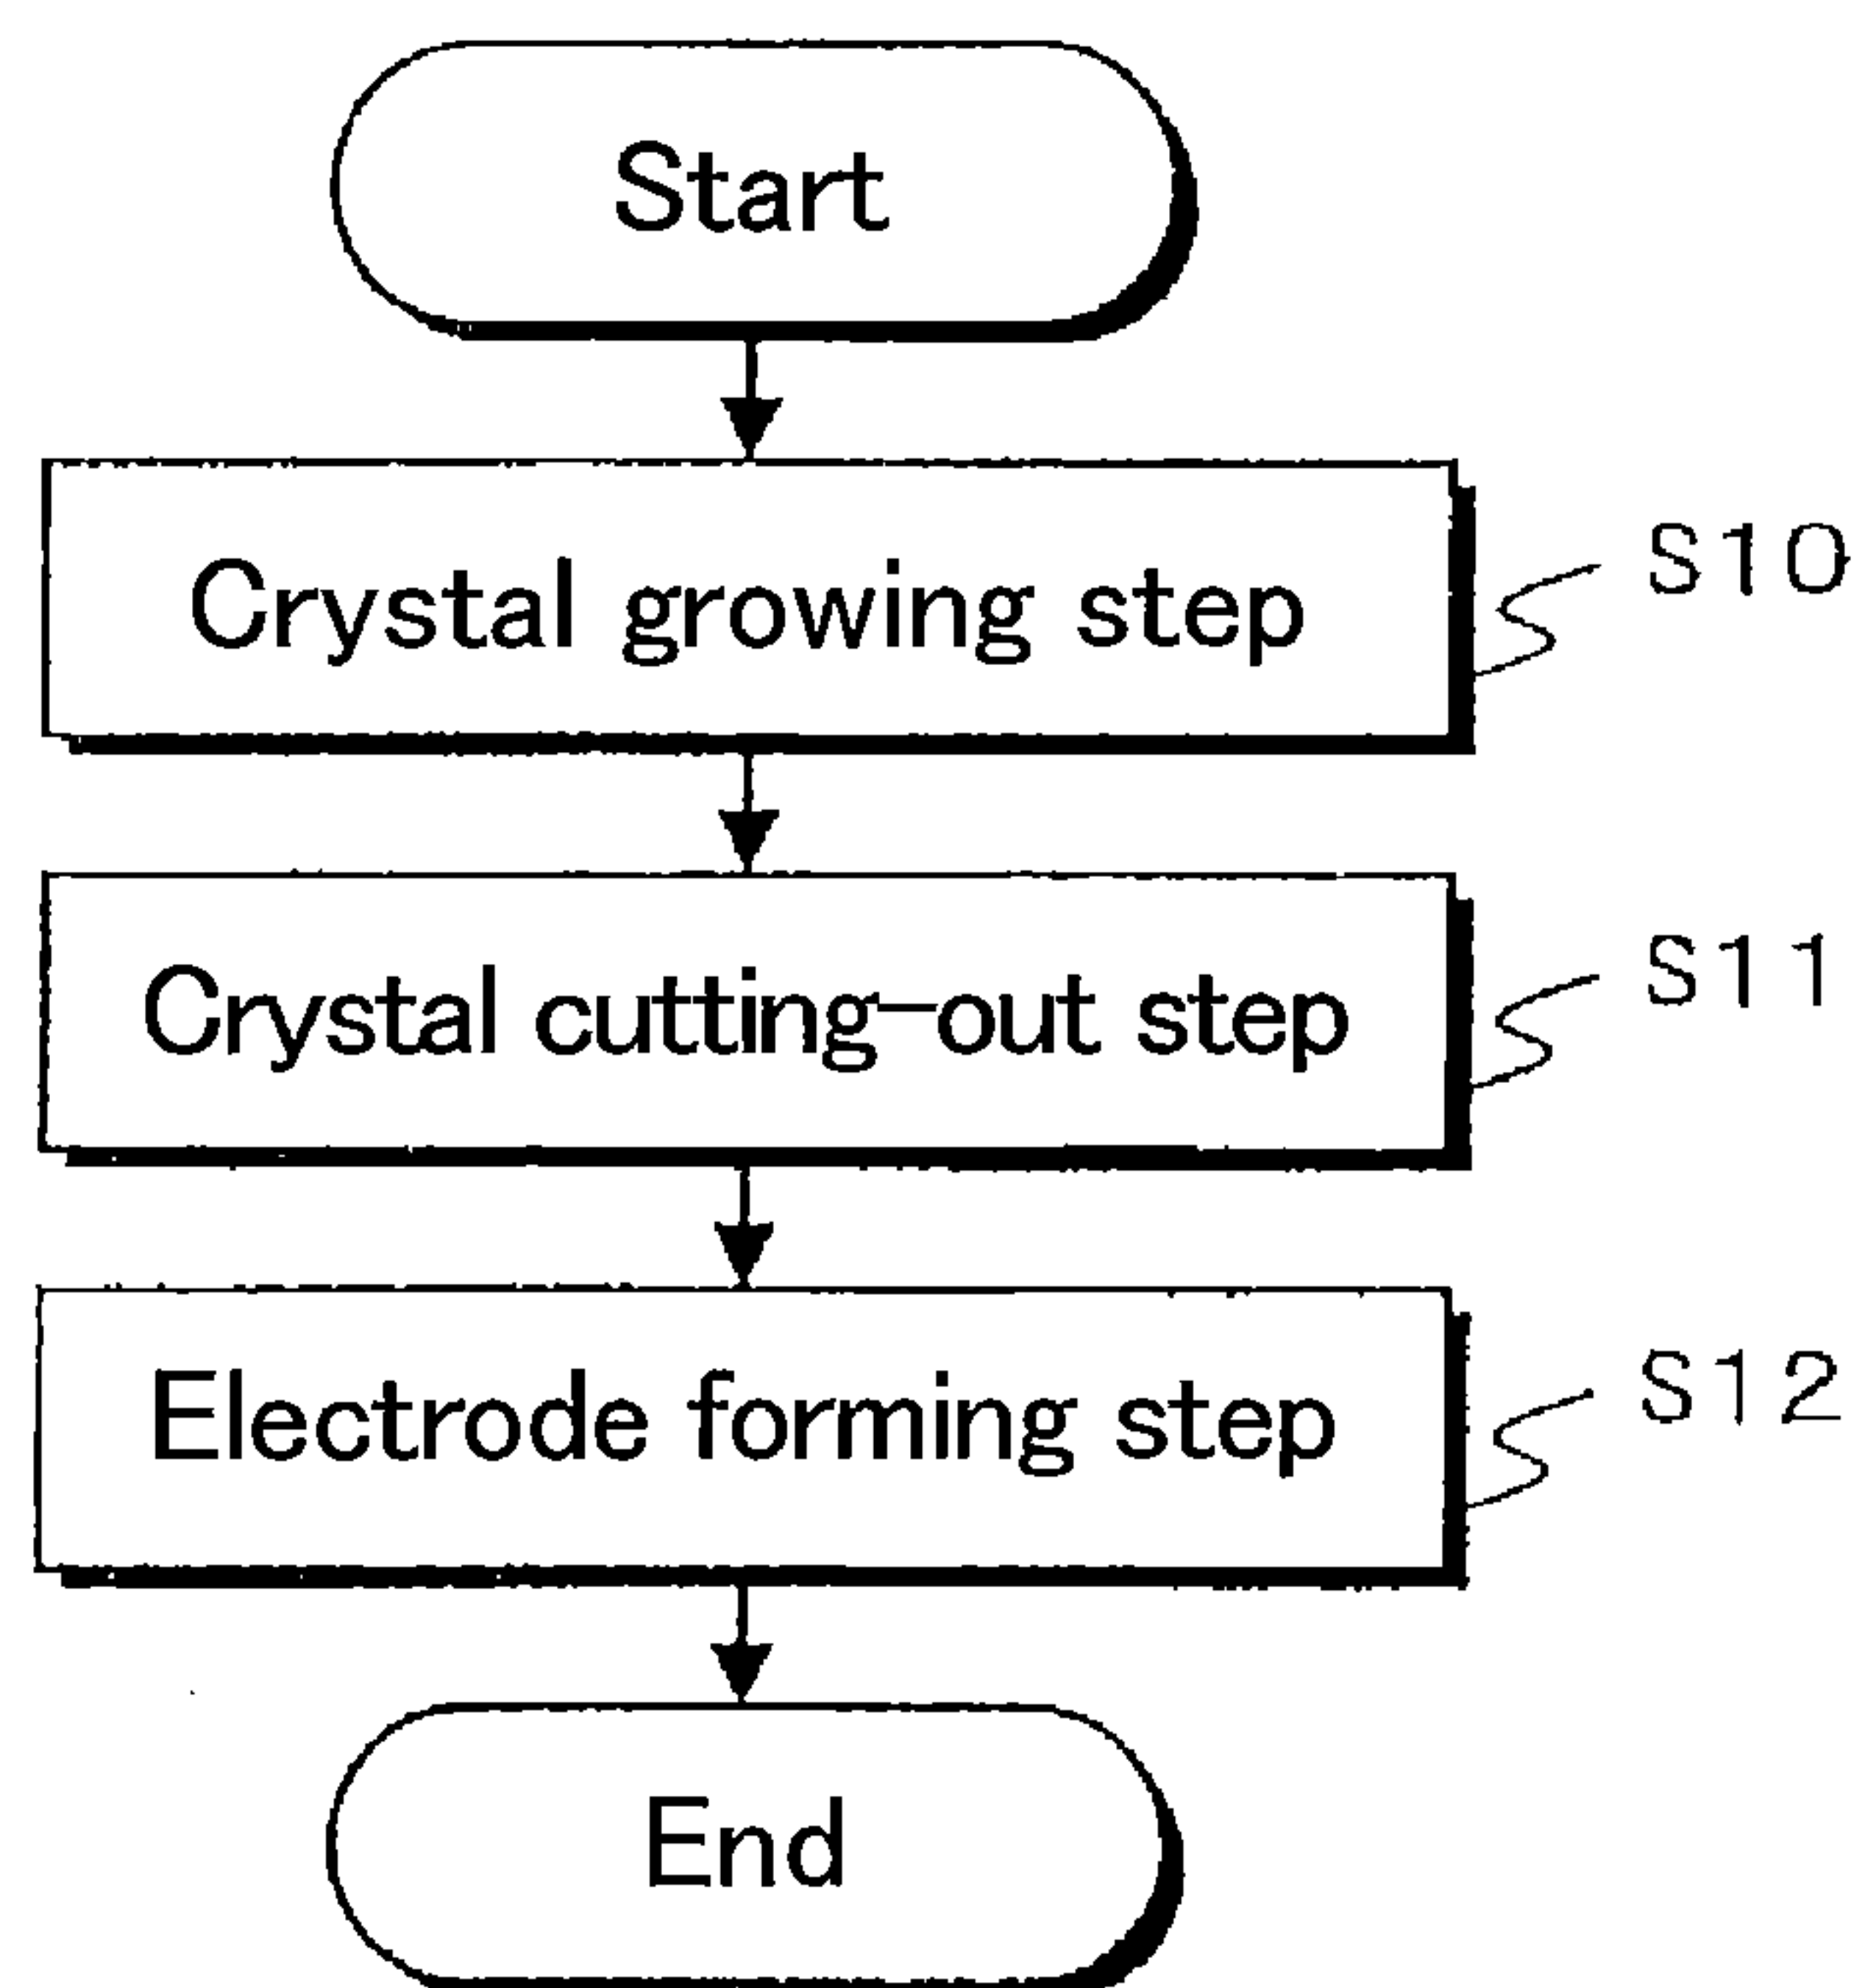 Start
Crystal growing step
S10
Crystal cutting-out step
S11
Electrode forming step
S12
End